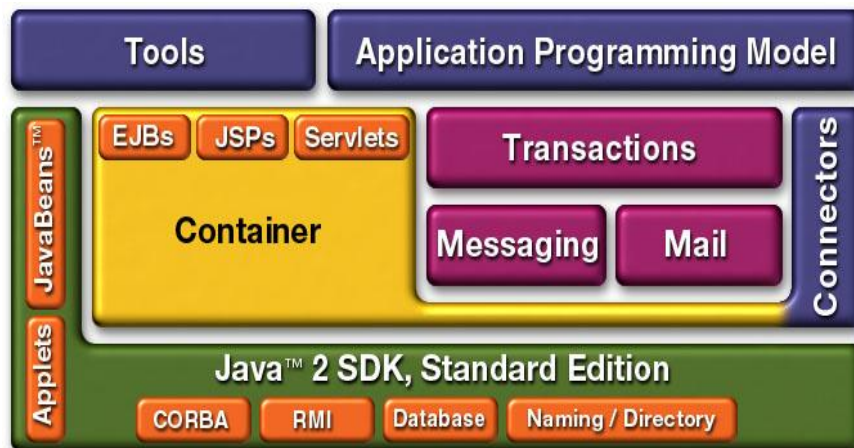 Tools
Application Programming Model
EJBs
JSPs
Servlets
Container
Transactions
Messaging
Mail
Connectors
JavaBeans™
Applets
Java™ 2 SDK, Standard Edition
CORBA
RMI
Database
Naming / Directory